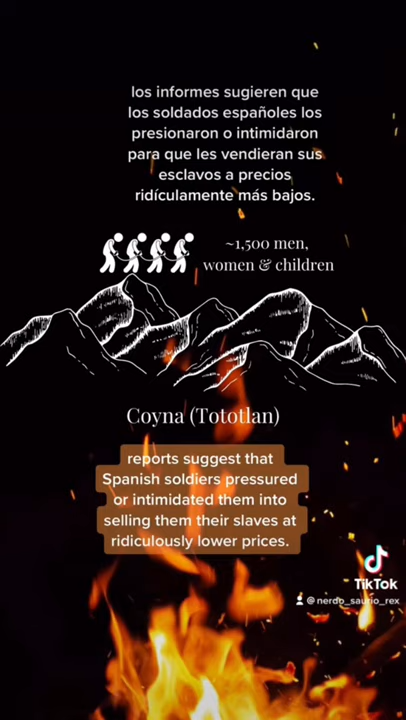 los informes sugieren que
los soldados españoles los
presionaron o intimidaron
para que les vendieran sus
esclavos a precios
ridículamente más bajos.
~1,500 men,
women & children
Coyna (Tototlan)
reports suggest that
Spanish soldiers pressured
or intimidated them into
selling them their slaves at
ridiculously lower prices.
TikTok
@nerdo_saurio_rex